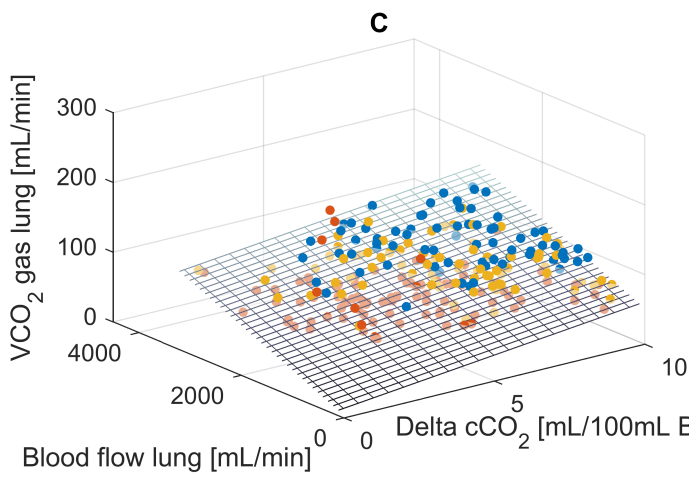 C
300
200
100
0
VCO2 gas lung [mL/min]
4000
2000
0
Blood flow lung [mL/min]
0
5
10
Delta cCO2 [mL/100mL B